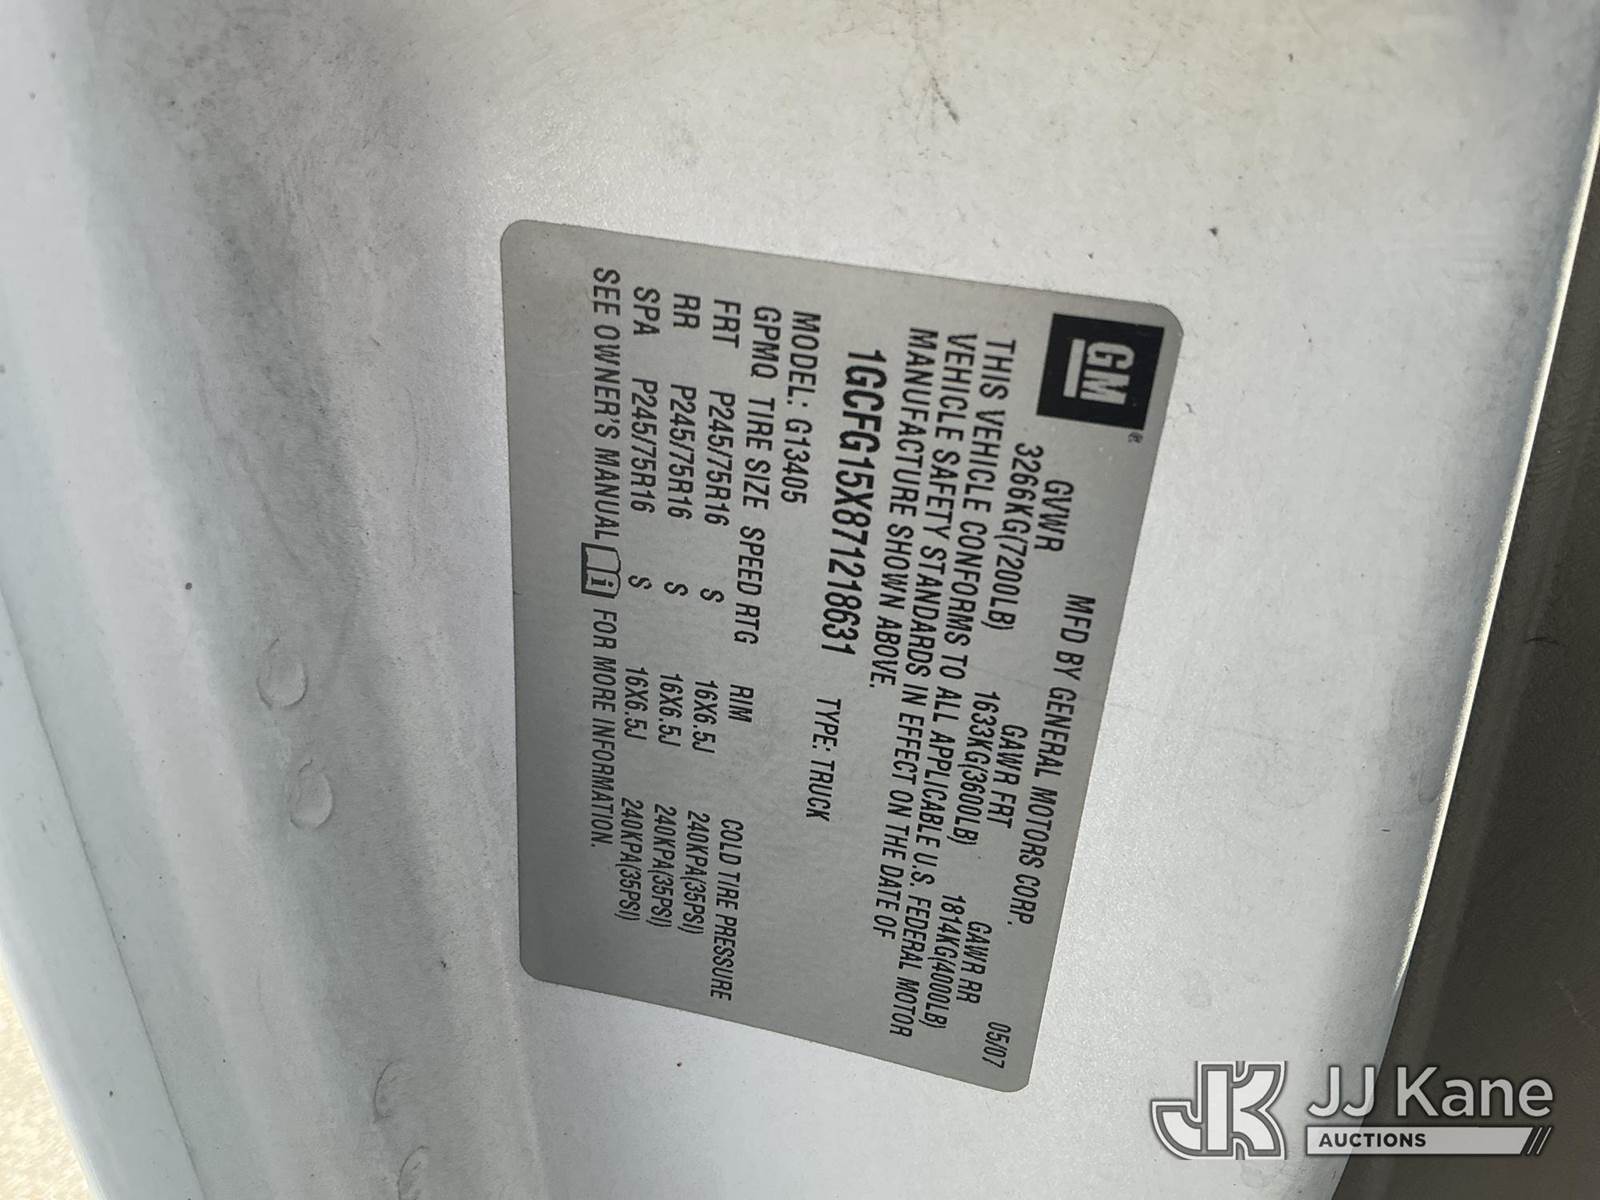 GM®
MFD BY GENERAL MOTORS CORP. 05/07
GVWR GAWR FRT GAWR RR
3266KG(7200LB) 1633KG(3600LB) 1814KG(4000LB)
THIS VEHICLE CONFORMS TO ALL APPLICABLE U.S. FEDERAL MOTOR
VEHICLE SAFETY STANDARDS IN EFFECT ON THE DATE OF
MANUFACTURE SHOWN ABOVE.
1GCFG15X871218631 TYPE: TRUCK
MODEL: G13405
GPMQ TIRE SIZE SPEED RTG RIM COLD TIRE PRESSURE
FRT P245/75R16 S 16X6.5J 240KPA(35PSI)
RR P245/75R16 S 16X6.5J 240KPA(35PSI)
SPA P245/75R16 S 16X6.5J 240KPA(35PSI)
SEE OWNER'S MANUAL i FOR MORE INFORMATION.
JK JJ Kane
AUCTIONS